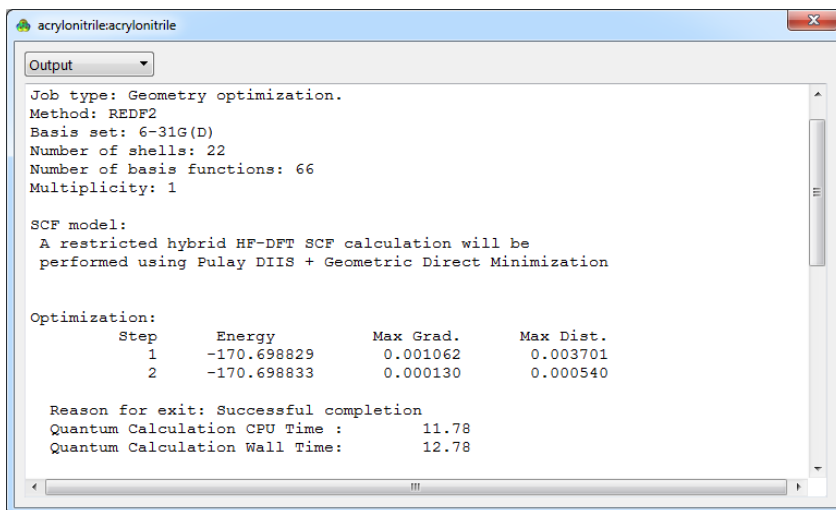 acrylonitrile:acrylonitrile
Output
Job type: Geometry optimization.
Method: REDF2
Basis set: 6-31G(D)
Number of shells: 22
Number of basis functions: 66
Multiplicity: 1
SCF model:
A restricted hybrid HF-DFT SCF calculation will be
performed using Pulay DIIS + Geometric Direct Minimization
Optimization:
Step Energy Max Grad. Max Dist.
1 -170.698829 0.001062 0.003701
2 -170.698833 0.000130 0.000540
Reason for exit: Successful completion
Quantum Calculation CPU Time : 11.78
Quantum Calculation Wall Time: 12.78